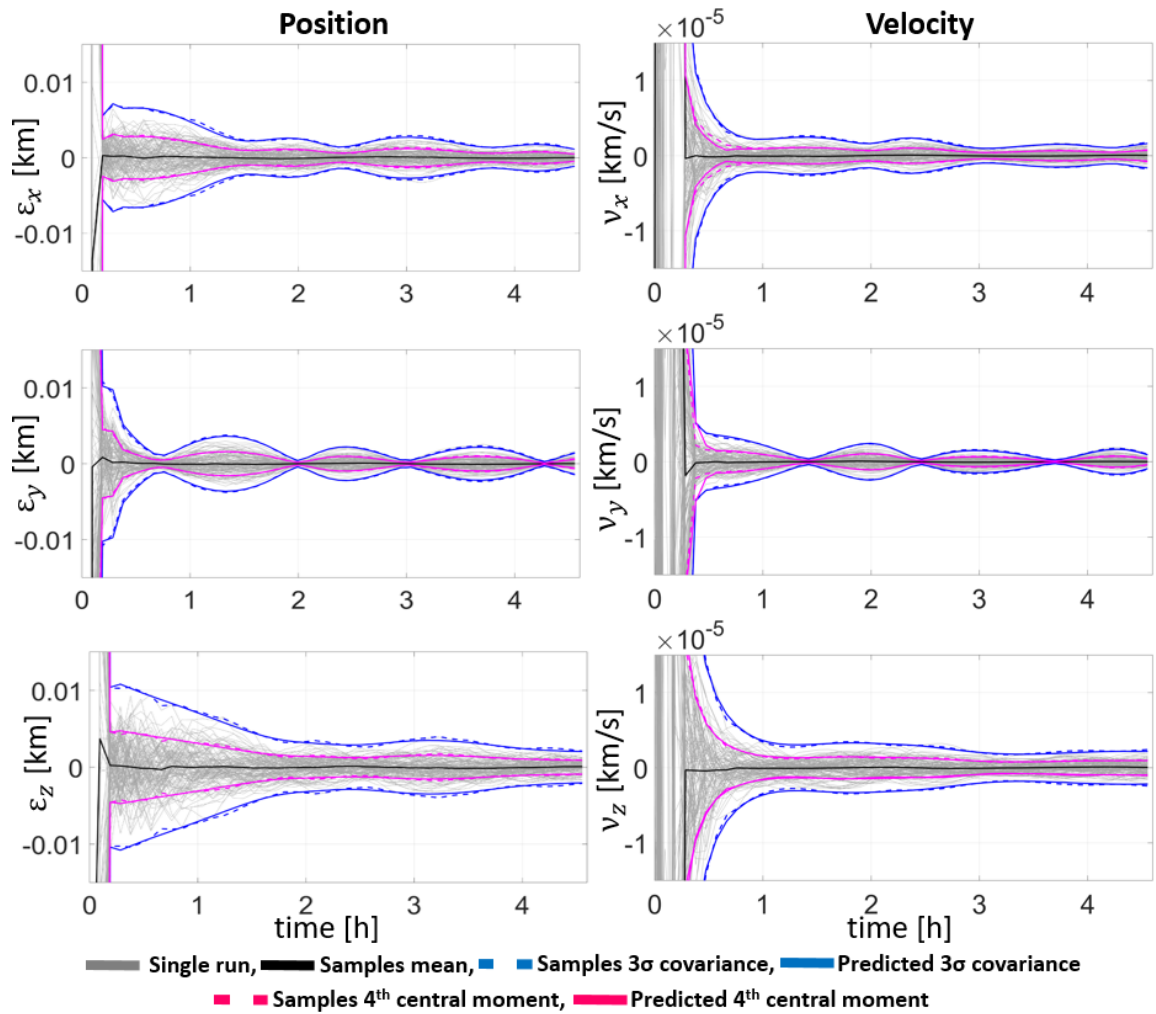 Position
Velocity
×10⁻⁵
0.01
0
-0.01
εₓ [km]
0 1 2 3 4
1
0
-1
νₓ [km/s]
0 1 2 3 4
×10⁻⁵
0.01
0
-0.01
ε_y [km]
0 1 2 3 4
1
0
-1
ν_y [km/s]
0 1 2 3 4
×10⁻⁵
0.01
0
-0.01
ε_z [km]
0 1 2 3 4
time [h]
1
0
-1
ν_z [km/s]
0 1 2 3 4
time [h]
Single run, Samples mean, Samples 3σ covariance, Predicted 3σ covariance
Samples 4ᵗʰ central moment, Predicted 4ᵗʰ central moment